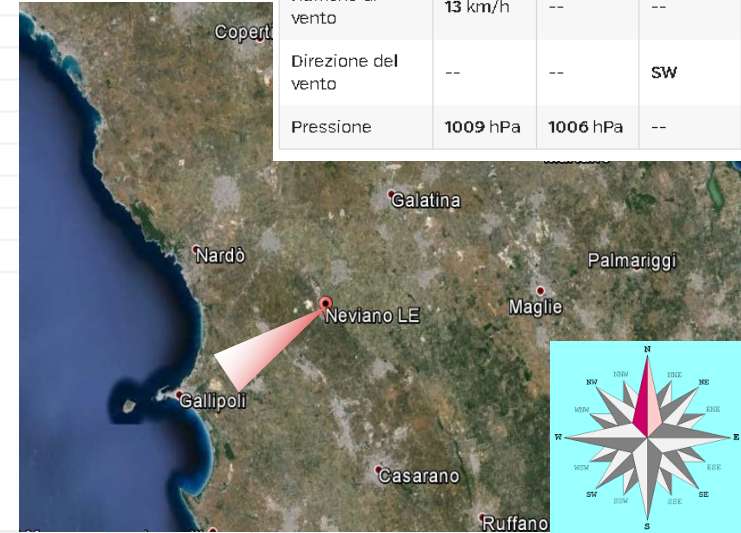 vento
13 km/h
--
--
Direzione del
vento
--
--
SW
Pressione
1009 hPa
1006 hPa
--
Galatina
Nardò
Palmariggi
Maglie
Neviano LE
Gallipoli
Casarano
Ruffano
N
NNW
NNE
NW
NE
WNW
ENE
W
E
WSW
ESE
SW
SE
SSW
SSE
S